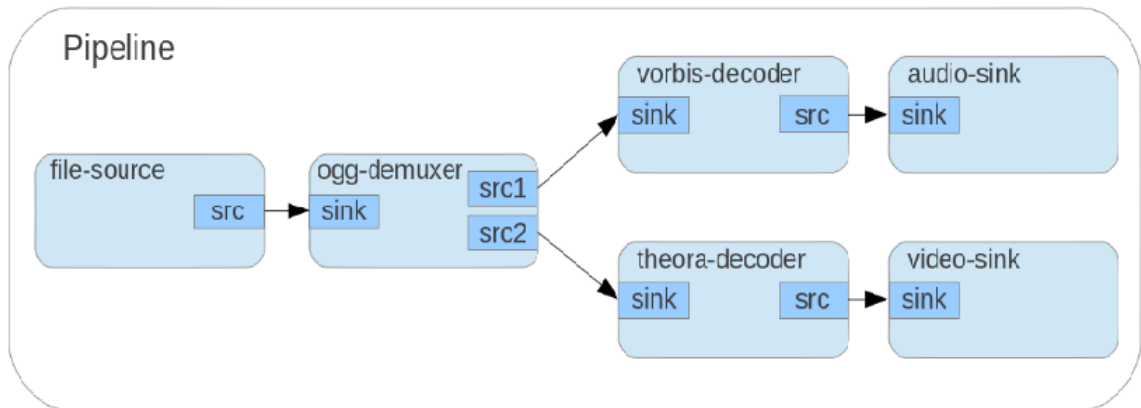 Pipeline
file-source
src
ogg-demuxer
sink
src1
src2
vorbis-decoder
sink
src
audio-sink
sink
theora-decoder
sink
src
video-sink
sink